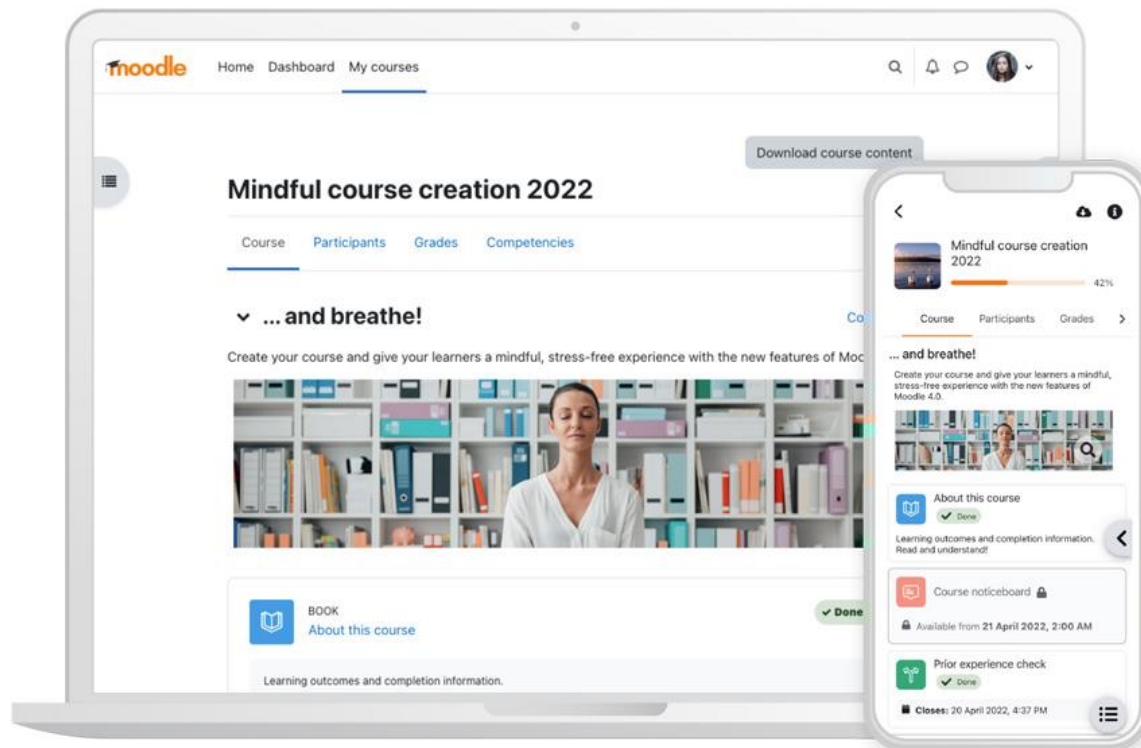 moodle
Home Dashboard My courses
Download course content
Mindful course creation 2022
Course Participants Grades Competencies
... and breathe!
Co
Create your course and give your learners a mindful, stress-free experience with the new features of Moo
BOOK
About this course
Done
Learning outcomes and completion information.
Mindful course creation
2022
42%
Course Participants Grades
... and breathe!
Create your course and give your learners a mindful,
stress-free experience with the new features of
Moodle 4.0.
About this course
Done
Learning outcomes and completion information.
Read and understand!
Course noticeboard
Available from 21 April 2022, 2:00 AM
Prior experience check
Done
Closes: 20 April 2022, 4:37 PM